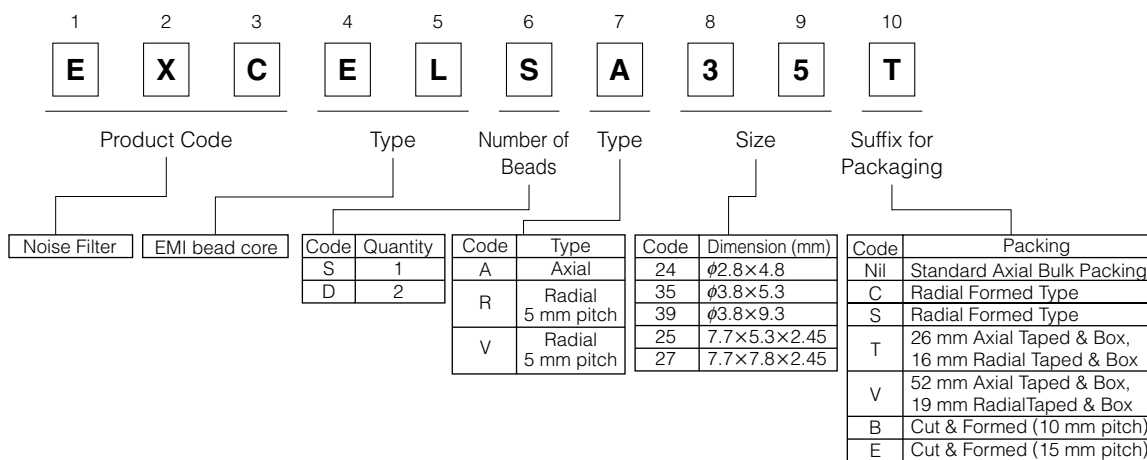 1 2 3 4 5 6 7 8 9 10
E X C E L S A 3 5 T
Product Code Type Number of Beads Type Size Suffix for Packaging
Noise Filter
EMI bead core
Code Quantity
S 1
D 2
Code Type
A Axial
R Radial
5 mm pitch
V Radial
5 mm pitch
Code Dimension (mm)
24 ϕ2.8×4.8
35 ϕ3.8×5.3
39 ϕ3.8×9.3
25 7.7×5.3×2.45
27 7.7×7.8×2.45
Code Packing
Nil Standard Axial Bulk Packing
C Radial Formed Type
S Radial Formed Type
T 26 mm Axial Taped & Box,
16 mm Radial Taped & Box
V 52 mm Axial Taped & Box,
19 mm RadialTaped & Box
B Cut & Formed (10 mm pitch)
E Cut & Formed (15 mm pitch)